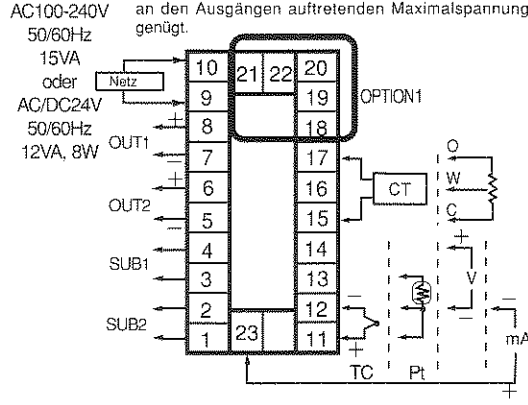 an den Ausgängen auftretenden Maximalspannung
genügt.
AC100-240V
50/60Hz
15VA
oder
AC/DC24V
50/60Hz
12VA, 8W
Netz
OUT1
+
−
OUT2
+
−
SUB1
SUB2
10
9
8
7
6
5
4
3
2
1
21 22
23
20
19
18
17
16
15
14
13
12
11
OPTION1
CT
O
W
C
+
V
−
−
mA
+
−
+
TC Pt